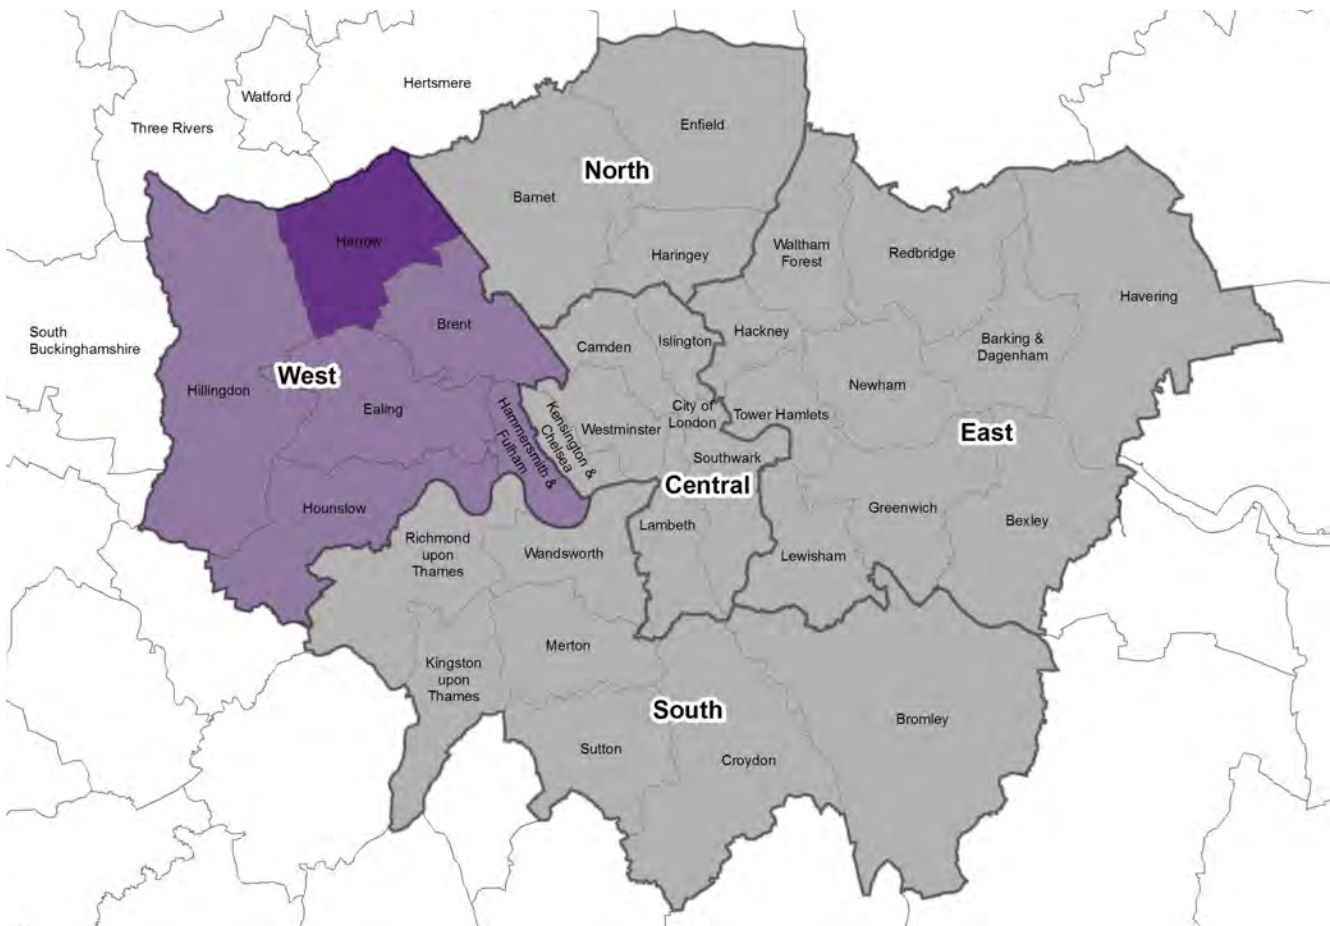 Hertsmere
Watford
Three Rivers
Enfield
North
Barnet
Harrow
Haringey
Waltham
Forest
Redbridge
Havering
South
Buckinghamshire
Brent
Hackney
Islington
Camden
Barking &
Dagenham
West
Hillingdon
Newham
Ealing
City of
London
Tower Hamlets
Westminster
Kensington &
Chelsea
Hammersmith &
Fulham
East
Southwark
Central
Hounslow
Greenwich
Bexley
Lambeth
Richmond
upon
Thames
Wandsworth
Lewisham
Merton
Kingston
upon
Thames
South
Bromley
Sutton
Croydon